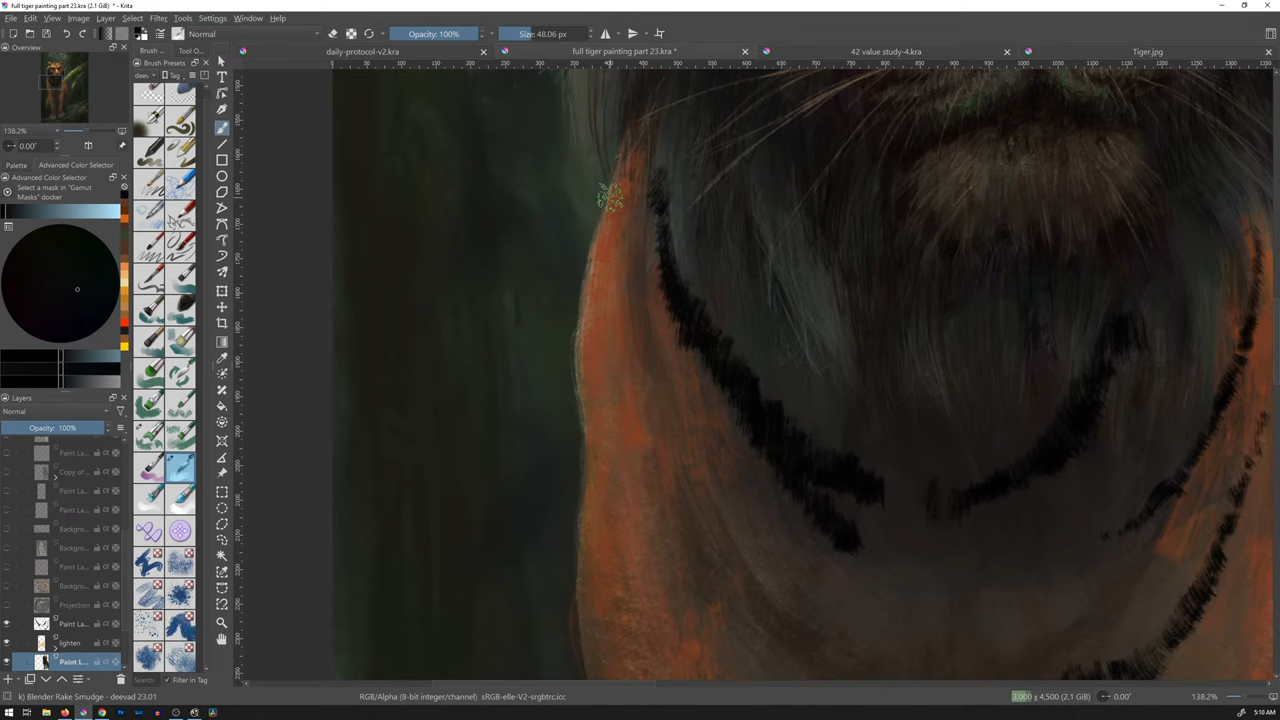 full tiger painting part 23.kra (2.1 GiB) * - Krita
File Edit View Image Layer Select Filter Tools Settings Window Help
Normal Opacity: 100% Size: 48.06 px
Overview Brush ... Tool O... daily-protocol-v2.kra full tiger painting part 23.kra * 42 value study-4.kra Tiger.jpg
Brush Presets
Tag
138.2%
0.00°
Palette Advanced Color Selector
Advanced Color Selector
Select a mask in "Gamut Masks" docker
Layers
Normal
Opacity: 100%
Paint La...
Copy of ...
Paint La...
Paint La...
Backgro...
Backgro...
Paint La...
Backgro...
Projection
Paint La...
lighten
Paint L...
Search Filter in Tag
k) Blender Rake Smudge - deevad 23.01 RGB/Alpha (8-bit integer/channel) sRGB-elle-V2-srgbtrc.icc 3,000 x 4,500 (2.1 GiB) 0.00° 138.2%
5:10 AM